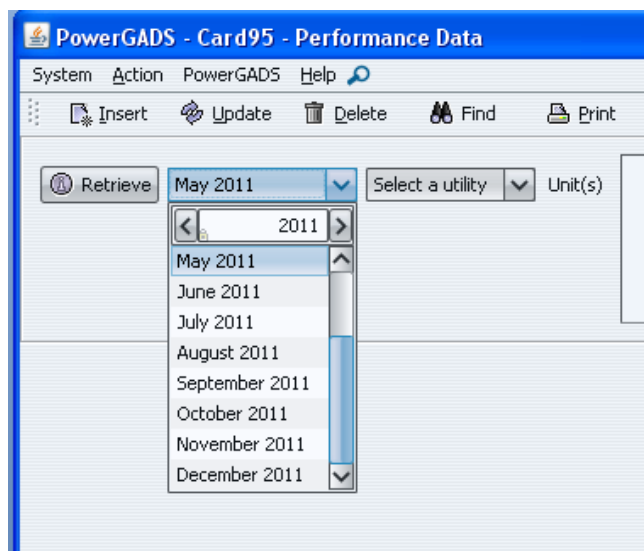 PowerGADS - Card95 - Performance Data
System Action PowerGADS Help
Insert Update Delete Find Print
Retrieve May 2011 Select a utility Unit(s)
2011
May 2011
June 2011
July 2011
August 2011
September 2011
October 2011
November 2011
December 2011